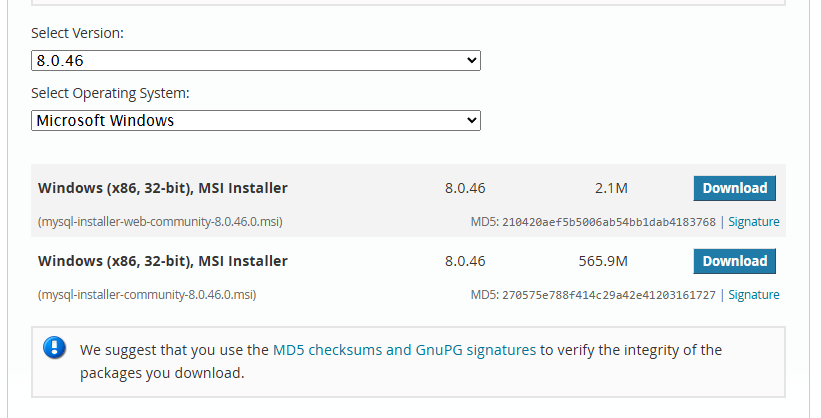 Select Version:
8.0.46
Select Operating System:
Microsoft Windows
Windows (x86, 32-bit), MSI Installer 8.0.46 2.1M Download
(mysql-installer-web-community-8.0.46.0.msi) MD5: 210420aef5b5006ab54bb1dab4183768 | Signature
Windows (x86, 32-bit), MSI Installer 8.0.46 565.9M Download
(mysql-installer-community-8.0.46.0.msi) MD5: 270575e788f414c29a42e41203161727 | Signature
We suggest that you use the MD5 checksums and GnuPG signatures to verify the integrity of the
packages you download.